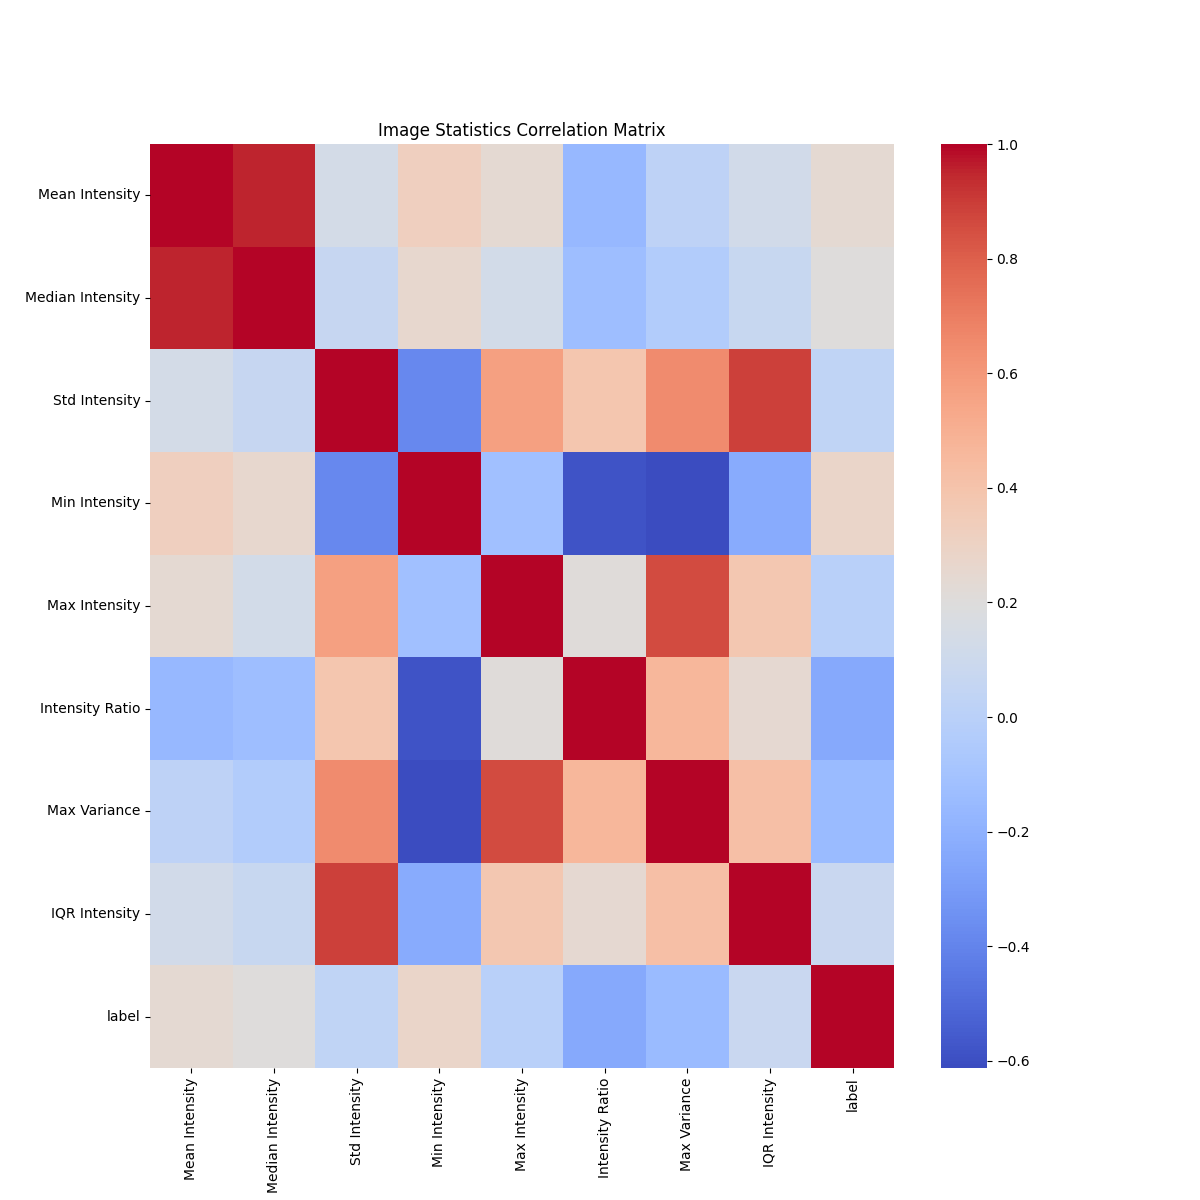 Image Statistics Correlation Matrix
Mean Intensity
Median Intensity
Std Intensity
Min Intensity
Max Intensity
Intensity Ratio
Max Variance
IQR Intensity
label
Mean Intensity
Median Intensity
Std Intensity
Min Intensity
Max Intensity
Intensity Ratio
Max Variance
IQR Intensity
label
1.0
0.8
0.6
0.4
0.2
0.0
−0.2
−0.4
−0.6